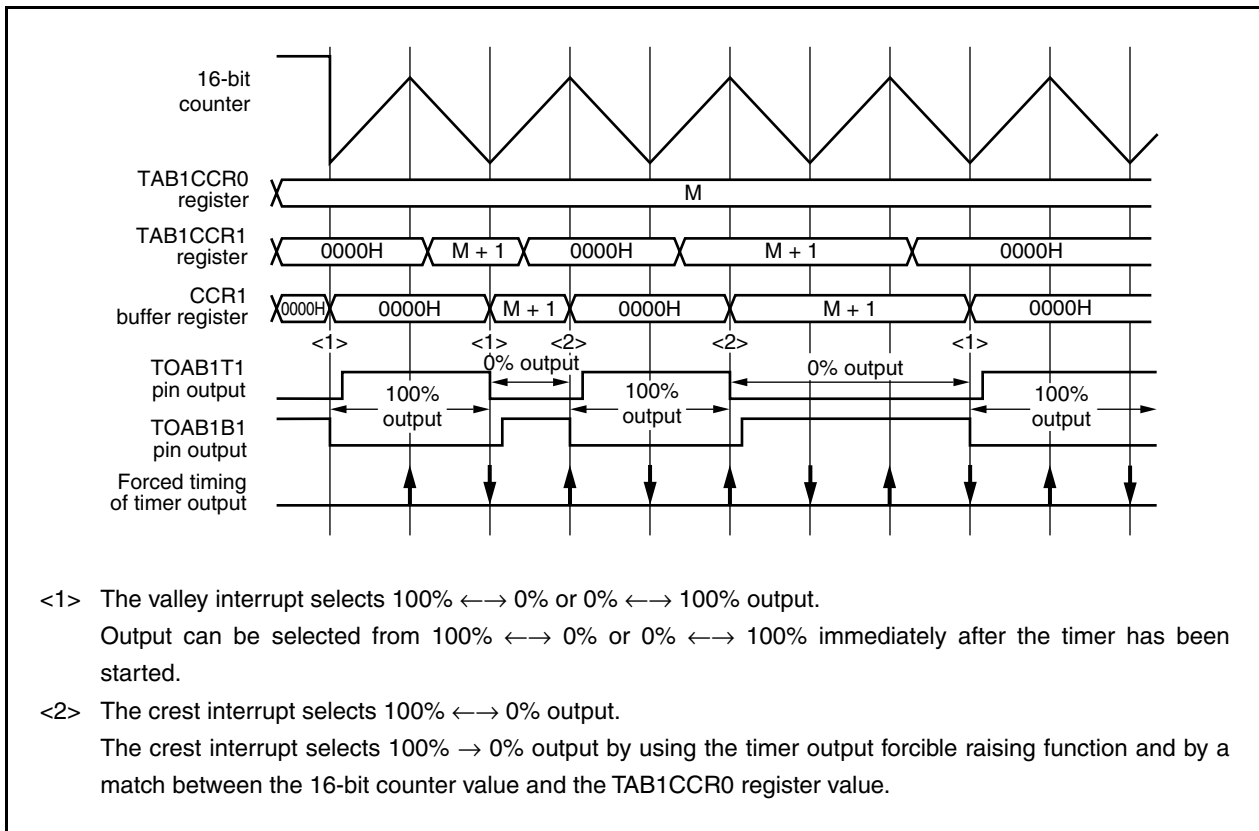 16-bit
counter
TAB1CCR0
register
M
TAB1CCR1
register
0000H M + 1 0000H M + 1 0000H
CCR1
buffer register
0000H 0000H M + 1 0000H M + 1 0000H
<1> <1> <2> <2> <1>
TOAB1T1
pin output
0% output 0% output
100%
output
100%
output
100%
output
TOAB1B1
pin output
Forced timing
of timer output
<1> The valley interrupt selects 100% ←→ 0% or 0% ←→ 100% output.
Output can be selected from 100% ←→ 0% or 0% ←→ 100% immediately after the timer has been
started.
<2> The crest interrupt selects 100% ←→ 0% output.
The crest interrupt selects 100% → 0% output by using the timer output forcible raising function and by a
match between the 16-bit counter value and the TAB1CCR0 register value.